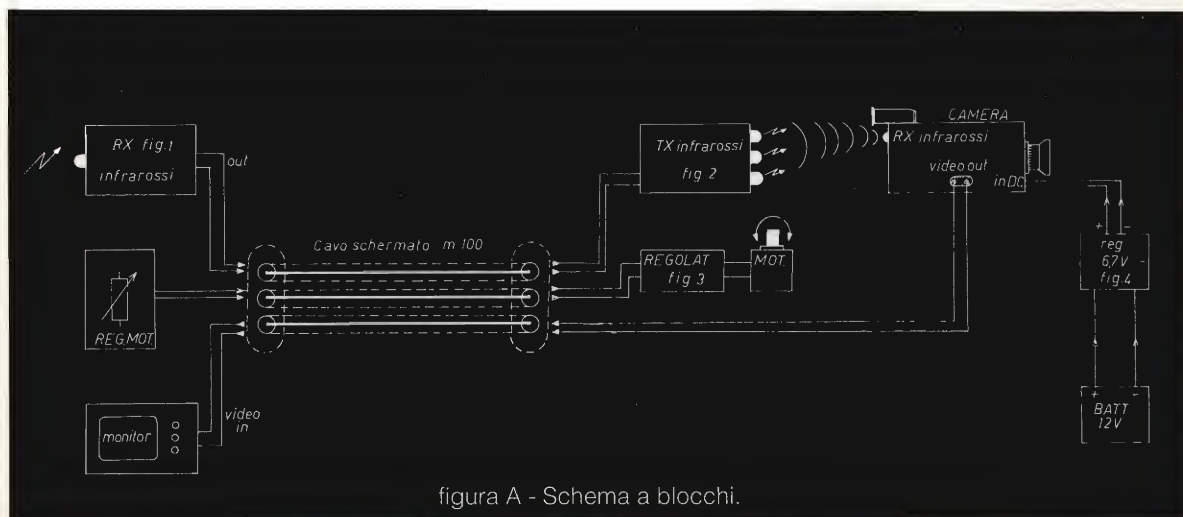 RX fig.1
infrarossi
out
REG.MOT.
monitor
video
in
Cavo schermato m 100
TX infrarossi
fig 2
REGOLAT
fig 3
MOT.
CAMERA
RX infrarossi
video out
in DC
+ -
reg
6,7V
fig.4
-
+ -
BATT
12V
figura A - Schema a blocchi.